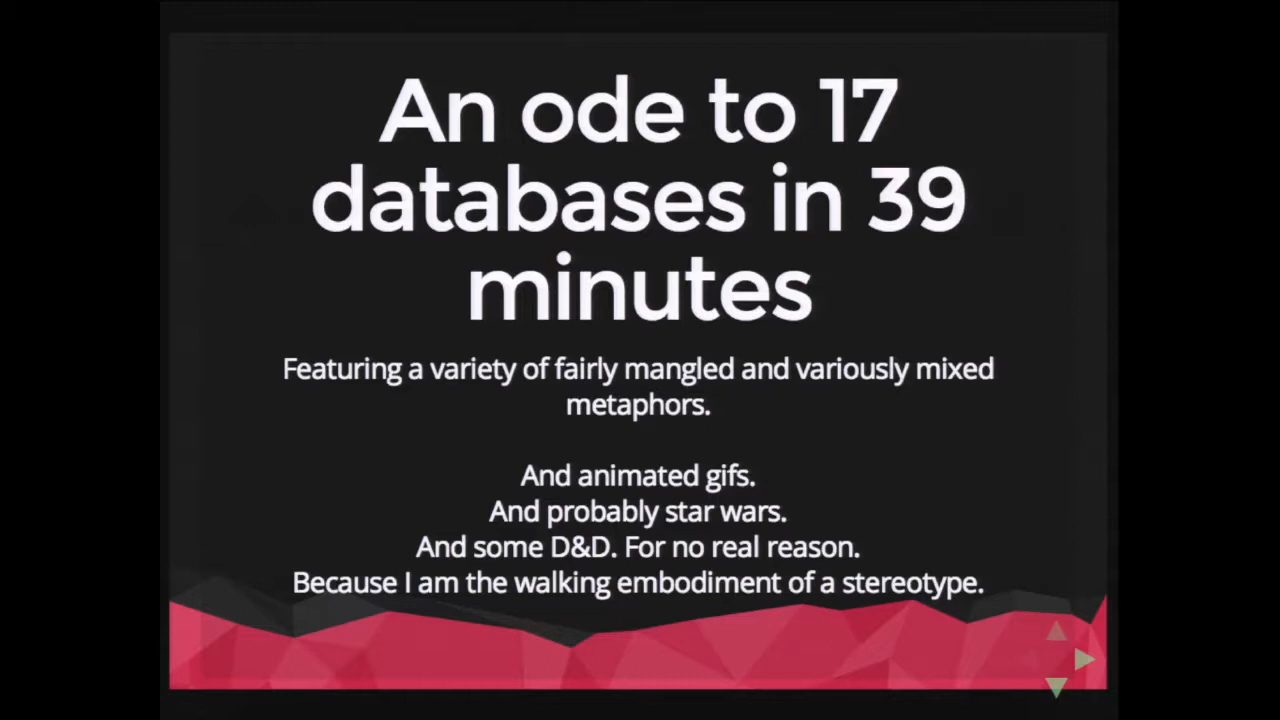 An ode to 17
databases in 39
minutes
Featuring a variety of fairly mangled and variously mixed
metaphors.
And animated gifs.
And probably star wars.
And some D&D. For no real reason.
Because I am the walking embodiment of a stereotype.